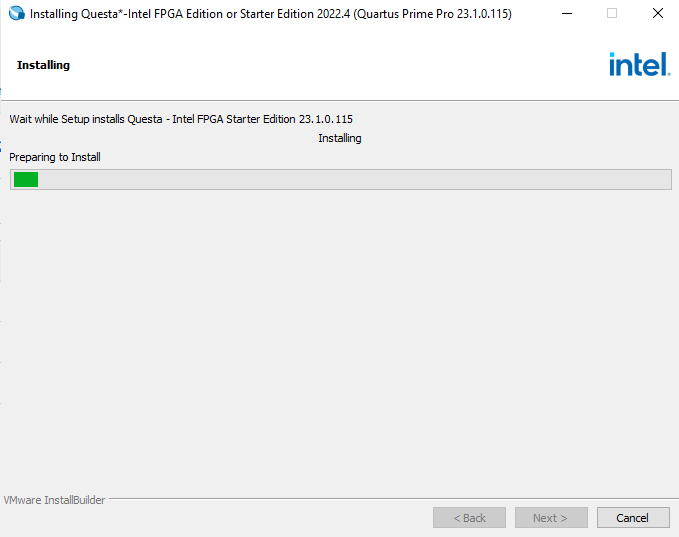 Installing Questa*-Intel FPGA Edition or Starter Edition 2022.4 (Quartus Prime Pro 23.1.0.115)
Installing
intel.
Wait while Setup installs Questa - Intel FPGA Starter Edition 23.1.0.115
Installing
Preparing to Install
VMware InstallBuilder
< Back
Next >
Cancel